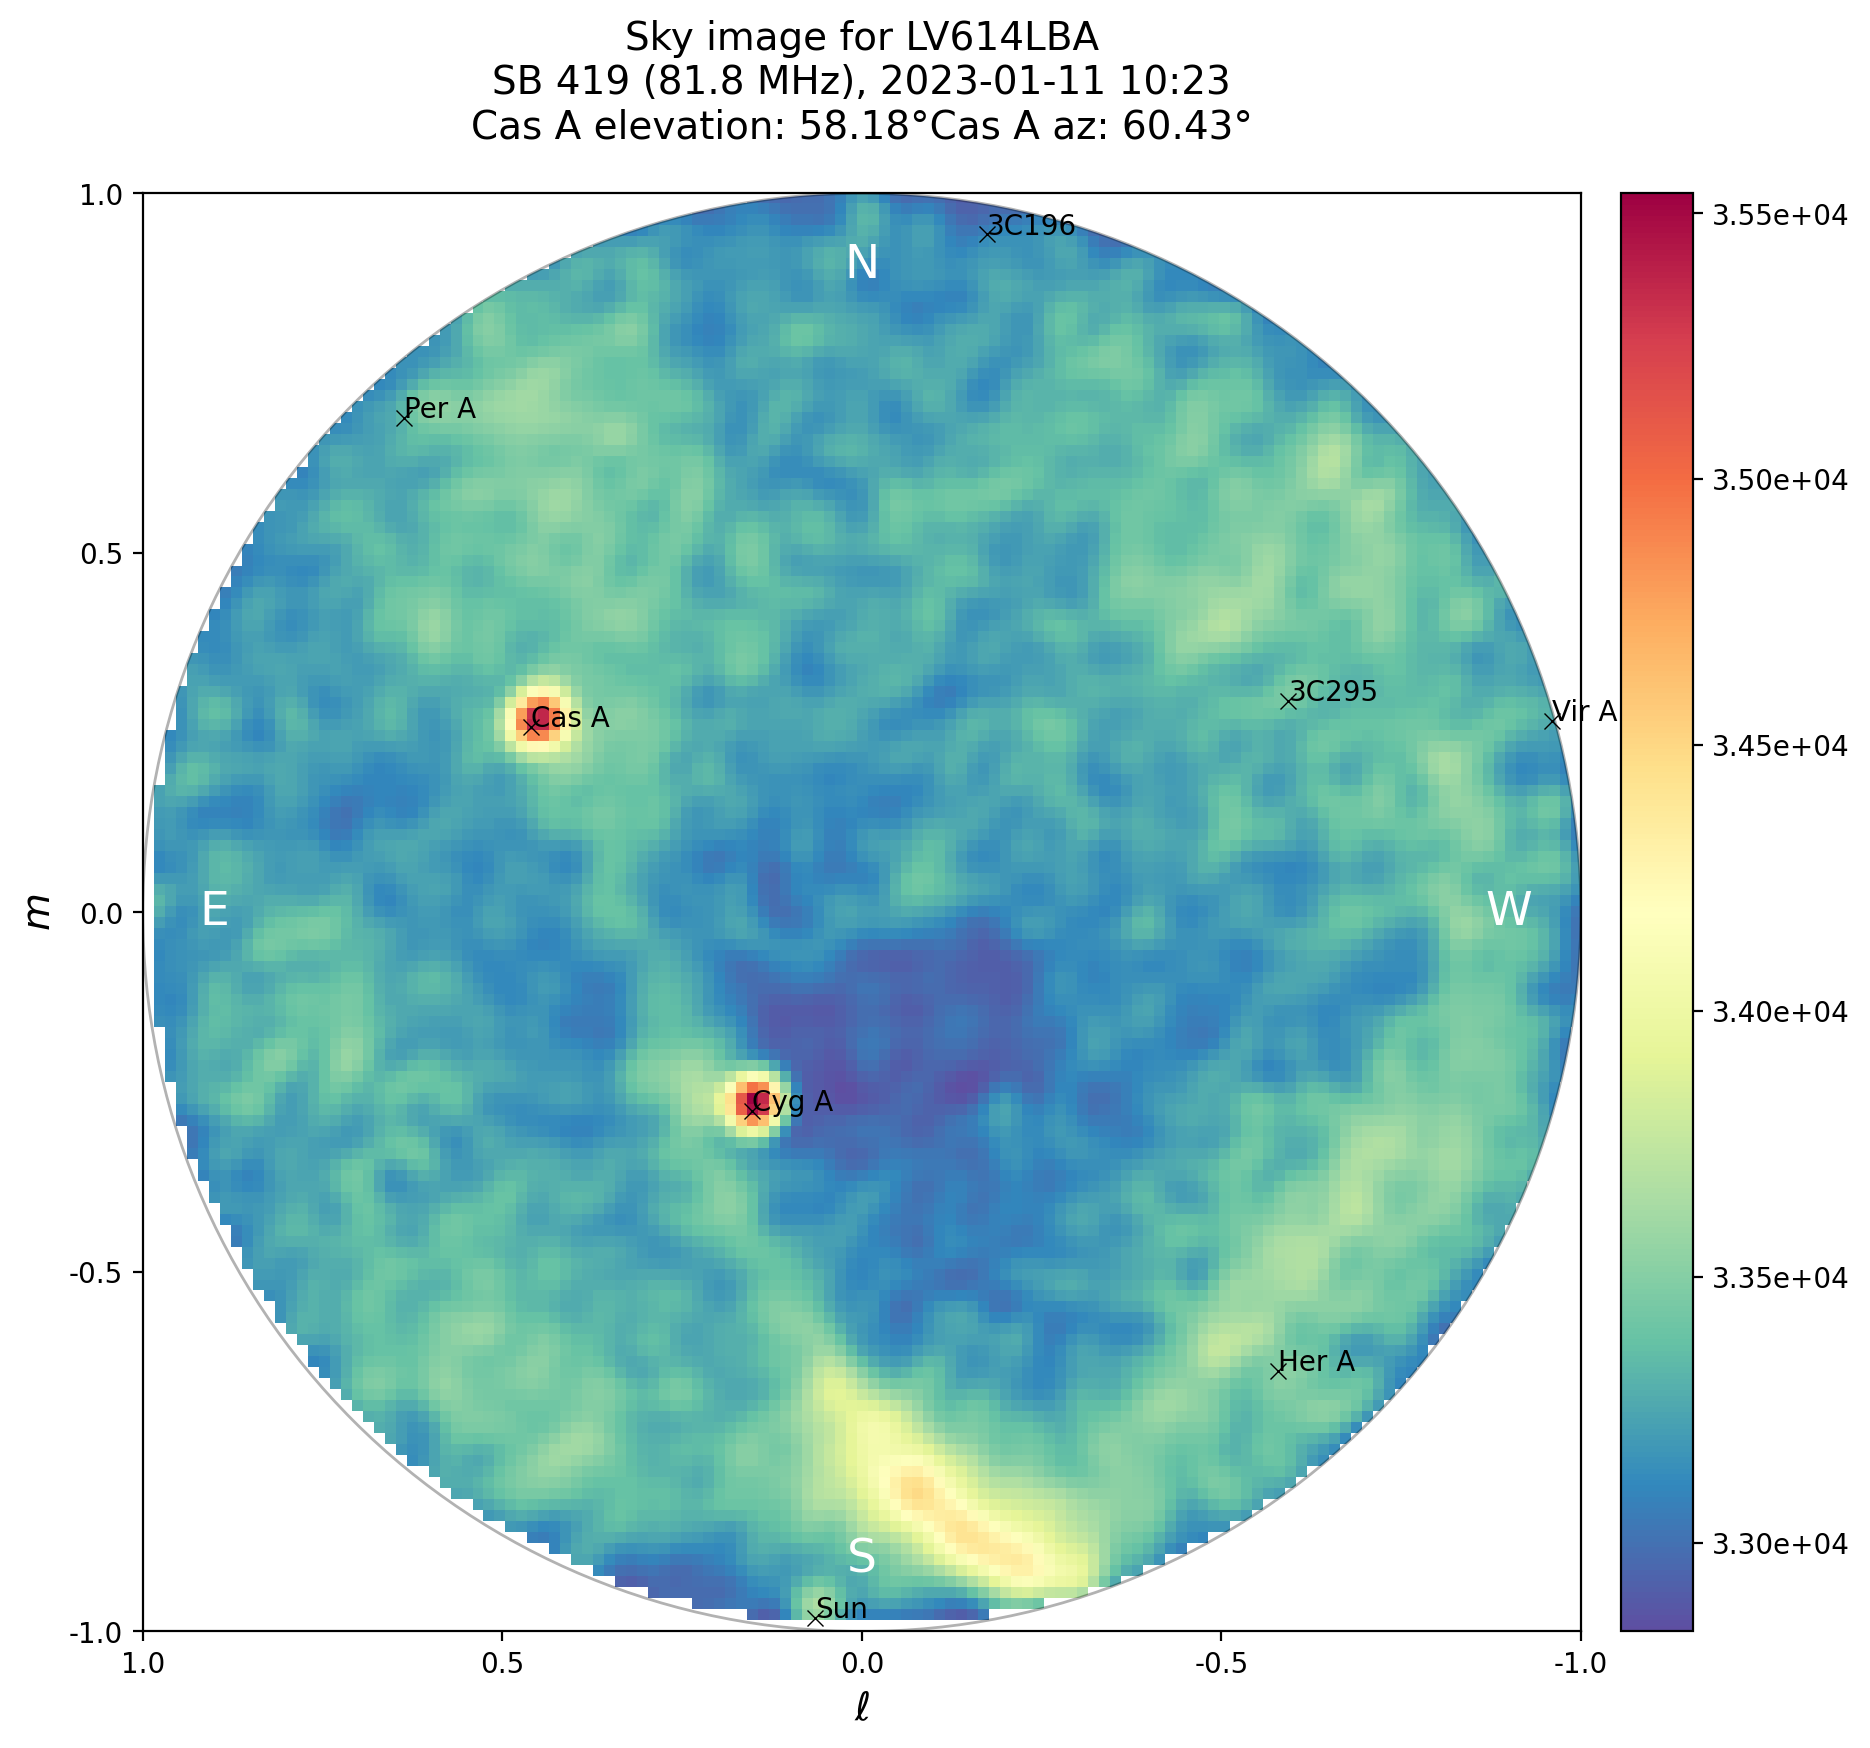 Sky image for LV614LBA
SB 419 (81.8 MHz), 2023-01-11 10:23
Cas A elevation: 58.18°Cas A az: 60.43°
1.0
0.5
0.0
-0.5
-1.0
m
1.0
0.5
0.0
-0.5
-1.0
ℓ
N
E
W
S
3C196
Per A
Cas A
3C295
Vir A
Cyg A
Her A
Sun
3.55e+04
3.50e+04
3.45e+04
3.40e+04
3.35e+04
3.30e+04